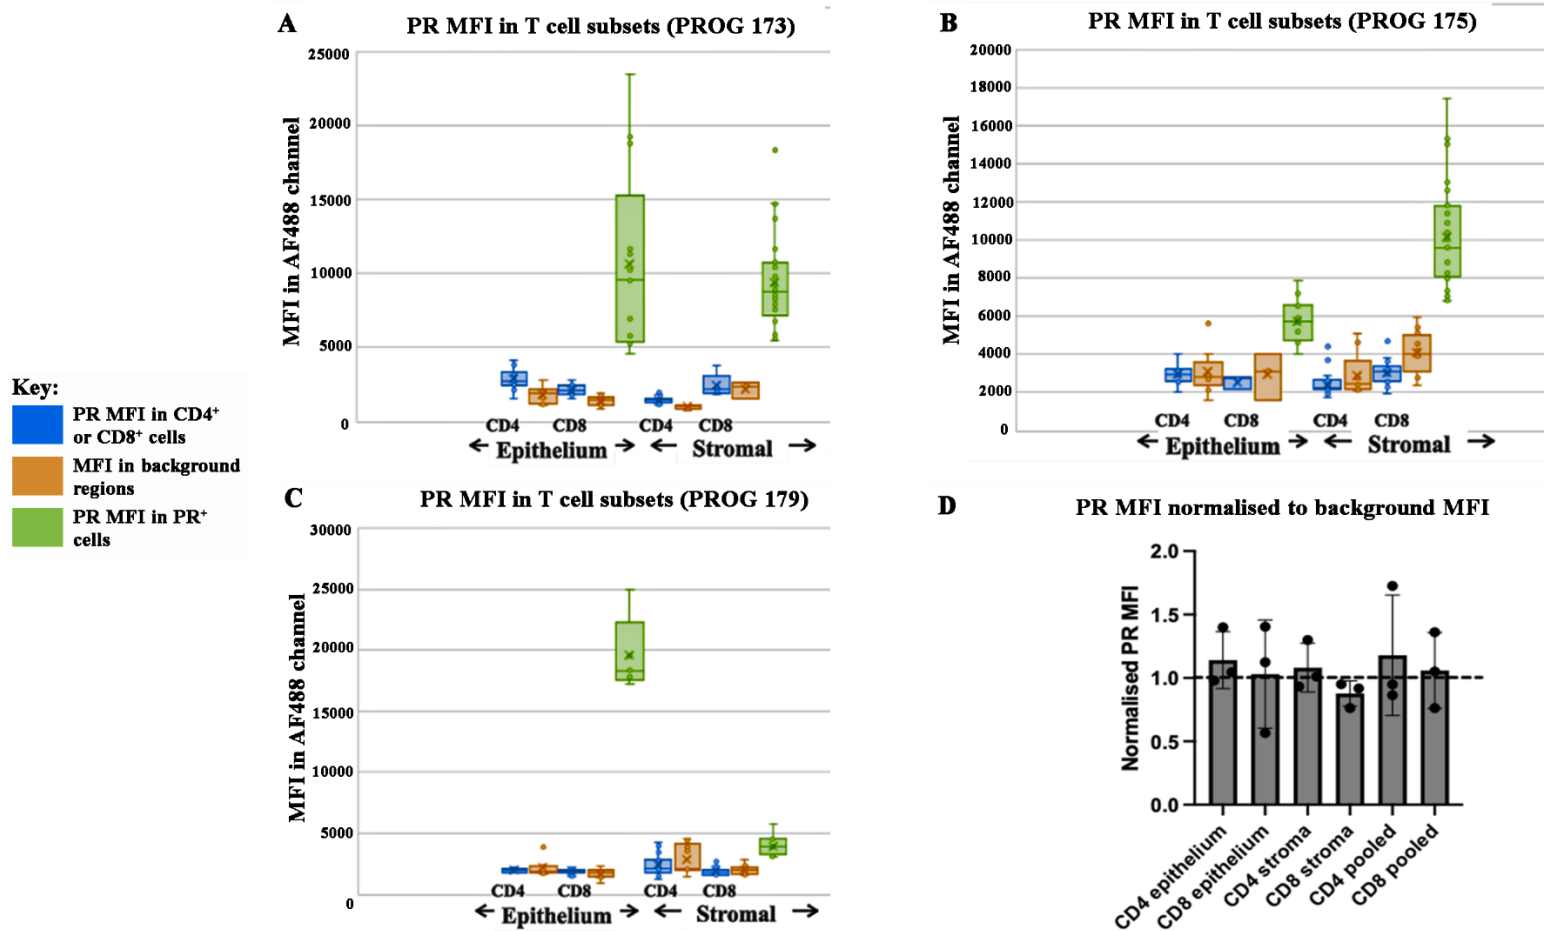 A
PR MFI in T cell subsets (PROG 173)
MFI in AF488 channel
25000
20000
15000
10000
5000
0
CD4
CD8
CD4
CD8
Epithelium
Stromal
B
PR MFI in T cell subsets (PROG 175)
MFI in AF488 channel
20000
18000
16000
14000
12000
10000
8000
6000
4000
2000
0
CD4
CD8
CD4
CD8
Epithelium
Stromal
Key:
PR MFI in CD4⁺
or CD8⁺ cells
MFI in background
regions
PR MFI in PR⁺
cells
C
PR MFI in T cell subsets (PROG 179)
MFI in AF488 channel
30000
25000
20000
15000
10000
5000
0
CD4
CD8
CD4
CD8
Epithelium
Stromal
D
PR MFI normalised to background MFI
Normalised PR MFI
2.0
1.5
1.0
0.5
0.0
CD4 epithelium
CD8 epithelium
CD4 stroma
CD8 stroma
CD4 pooled
CD8 pooled